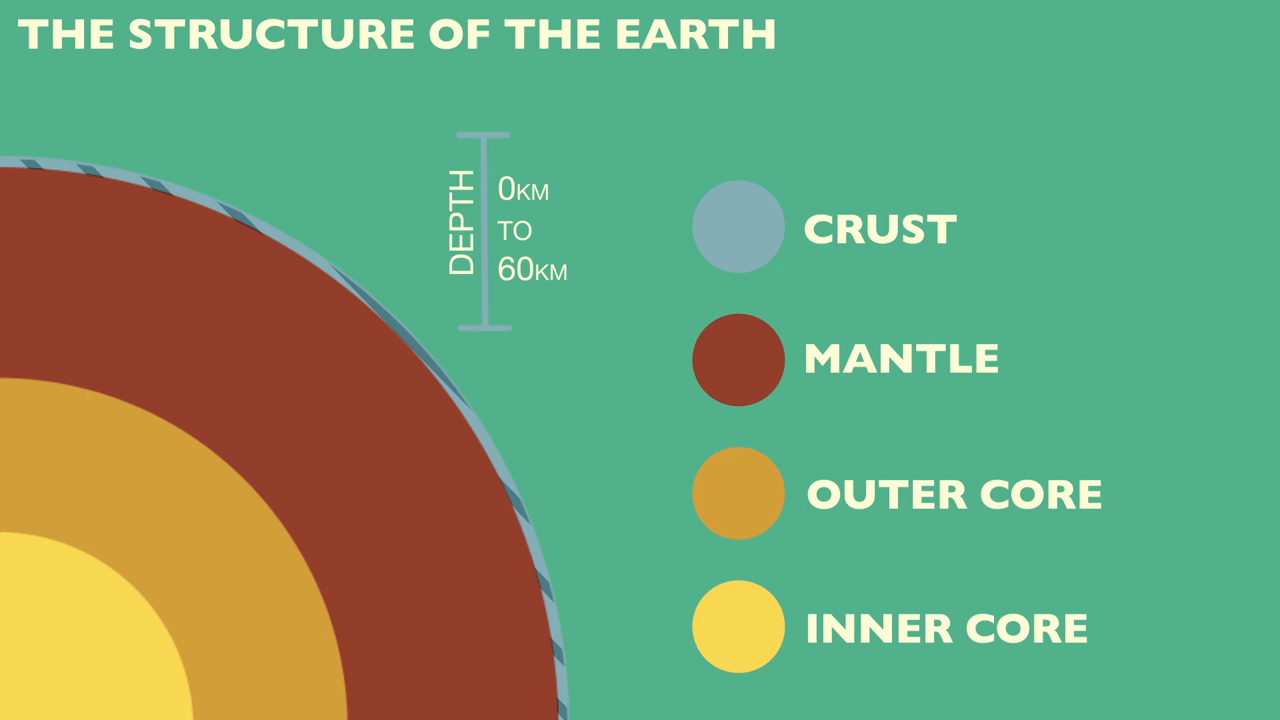 THE STRUCTURE OF THE EARTH
DEPTH
0KM
TO
60KM
CRUST
MANTLE
OUTER CORE
INNER CORE